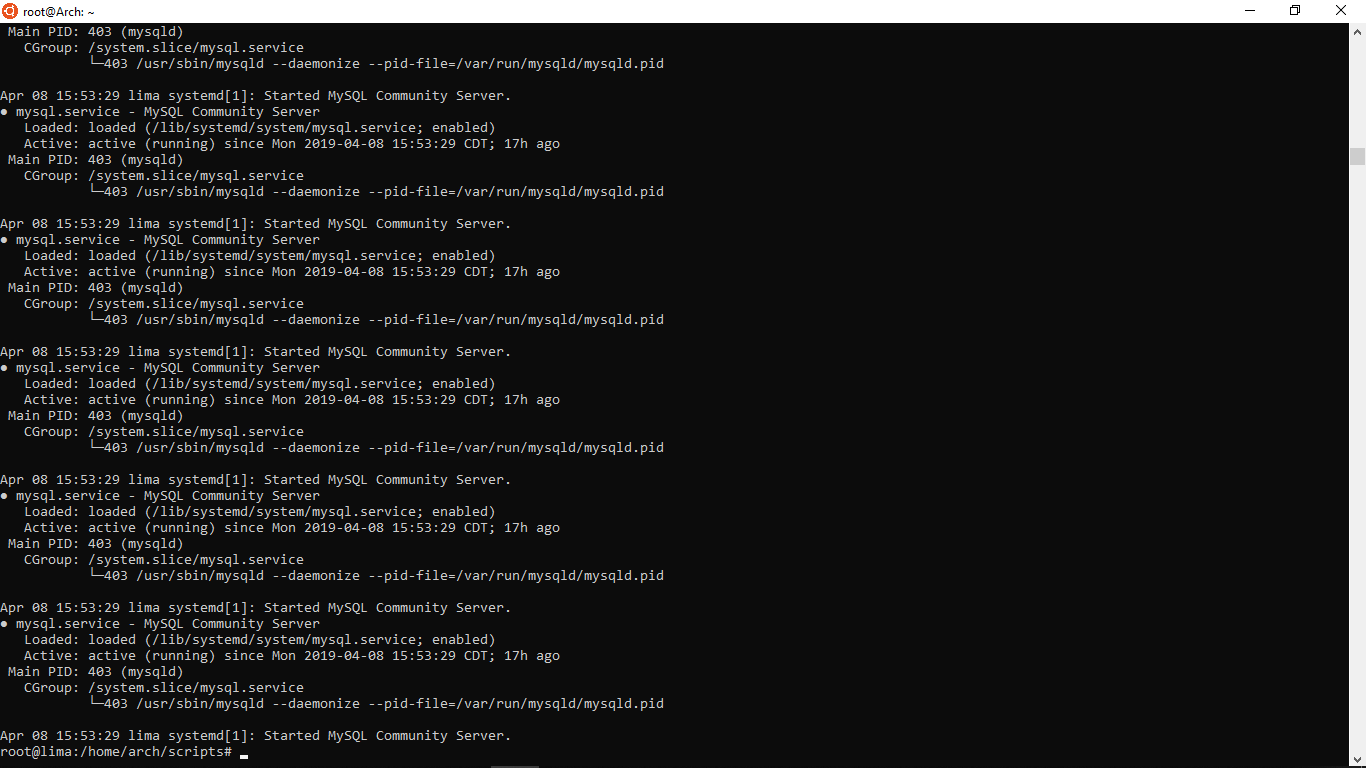 root@Arch: ~
Main PID: 403 (mysqld)
CGroup: /system.slice/mysql.service
└─403 /usr/sbin/mysqld --daemonize --pid-file=/var/run/mysqld/mysqld.pid
Apr 08 15:53:29 lima systemd[1]: Started MySQL Community Server.
● mysql.service - MySQL Community Server
Loaded: loaded (/lib/systemd/system/mysql.service; enabled)
Active: active (running) since Mon 2019-04-08 15:53:29 CDT; 17h ago
Main PID: 403 (mysqld)
CGroup: /system.slice/mysql.service
└─403 /usr/sbin/mysqld --daemonize --pid-file=/var/run/mysqld/mysqld.pid
Apr 08 15:53:29 lima systemd[1]: Started MySQL Community Server.
● mysql.service - MySQL Community Server
Loaded: loaded (/lib/systemd/system/mysql.service; enabled)
Active: active (running) since Mon 2019-04-08 15:53:29 CDT; 17h ago
Main PID: 403 (mysqld)
CGroup: /system.slice/mysql.service
└─403 /usr/sbin/mysqld --daemonize --pid-file=/var/run/mysqld/mysqld.pid
Apr 08 15:53:29 lima systemd[1]: Started MySQL Community Server.
● mysql.service - MySQL Community Server
Loaded: loaded (/lib/systemd/system/mysql.service; enabled)
Active: active (running) since Mon 2019-04-08 15:53:29 CDT; 17h ago
Main PID: 403 (mysqld)
CGroup: /system.slice/mysql.service
└─403 /usr/sbin/mysqld --daemonize --pid-file=/var/run/mysqld/mysqld.pid
Apr 08 15:53:29 lima systemd[1]: Started MySQL Community Server.
● mysql.service - MySQL Community Server
Loaded: loaded (/lib/systemd/system/mysql.service; enabled)
Active: active (running) since Mon 2019-04-08 15:53:29 CDT; 17h ago
Main PID: 403 (mysqld)
CGroup: /system.slice/mysql.service
└─403 /usr/sbin/mysqld --daemonize --pid-file=/var/run/mysqld/mysqld.pid
Apr 08 15:53:29 lima systemd[1]: Started MySQL Community Server.
● mysql.service - MySQL Community Server
Loaded: loaded (/lib/systemd/system/mysql.service; enabled)
Active: active (running) since Mon 2019-04-08 15:53:29 CDT; 17h ago
Main PID: 403 (mysqld)
CGroup: /system.slice/mysql.service
└─403 /usr/sbin/mysqld --daemonize --pid-file=/var/run/mysqld/mysqld.pid
Apr 08 15:53:29 lima systemd[1]: Started MySQL Community Server.
root@lima:/home/arch/scripts#